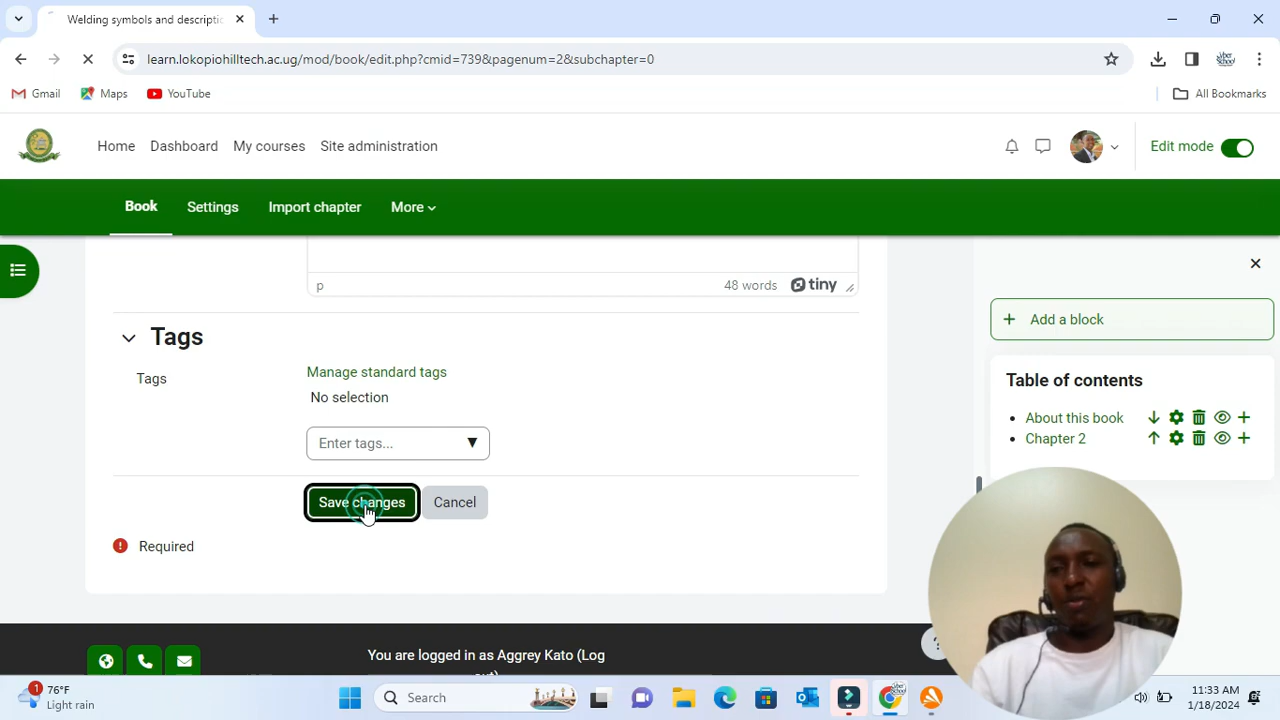 Welding symbols and descripti
learn.lokopiohilltech.ac.ug/mod/book/edit.php?cmid=739&pagenum=2&subchapter=0
Gmail Maps YouTube All Bookmarks
Home Dashboard My courses Site administration Edit mode
Book Settings Import chapter More
p 48 words tiny
Add a block
Tags
Tags Manage standard tags
No selection
Enter tags...
Table of contents
About this book
Chapter 2
Save changes Cancel
Required
You are logged in as Aggrey Kato (Log
1 76°F
Light rain
Search
11:33 AM
1/18/2024